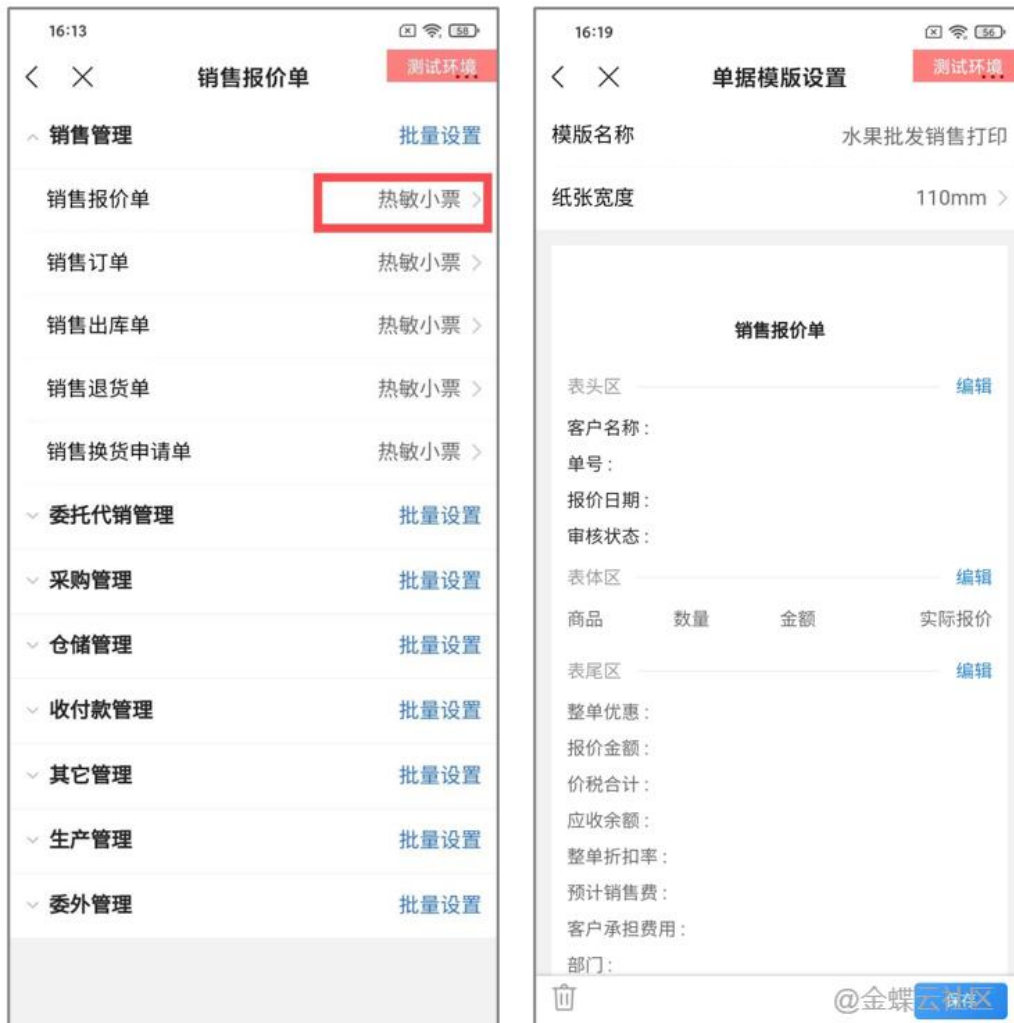 16:13
58
测试环境
销售报价单
销售管理
批量设置
销售报价单
热敏小票
销售订单
热敏小票
销售出库单
热敏小票
销售退货单
热敏小票
销售换货申请单
热敏小票
委托代销管理
批量设置
采购管理
批量设置
仓储管理
批量设置
收付款管理
批量设置
其它管理
批量设置
生产管理
批量设置
委外管理
批量设置
16:19
56
测试环境
单据模版设置
模版名称
水果批发销售打印
纸张宽度
110mm
销售报价单
表头区
编辑
客户名称：
单号：
报价日期：
审核状态：
表体区
编辑
商品 数量 金额 实际报价
表尾区
编辑
整单优惠：
报价金额：
价税合计：
应收余额：
整单折扣率：
预计销售费：
客户承担费用：
部门：
保存
@金蝶云社区